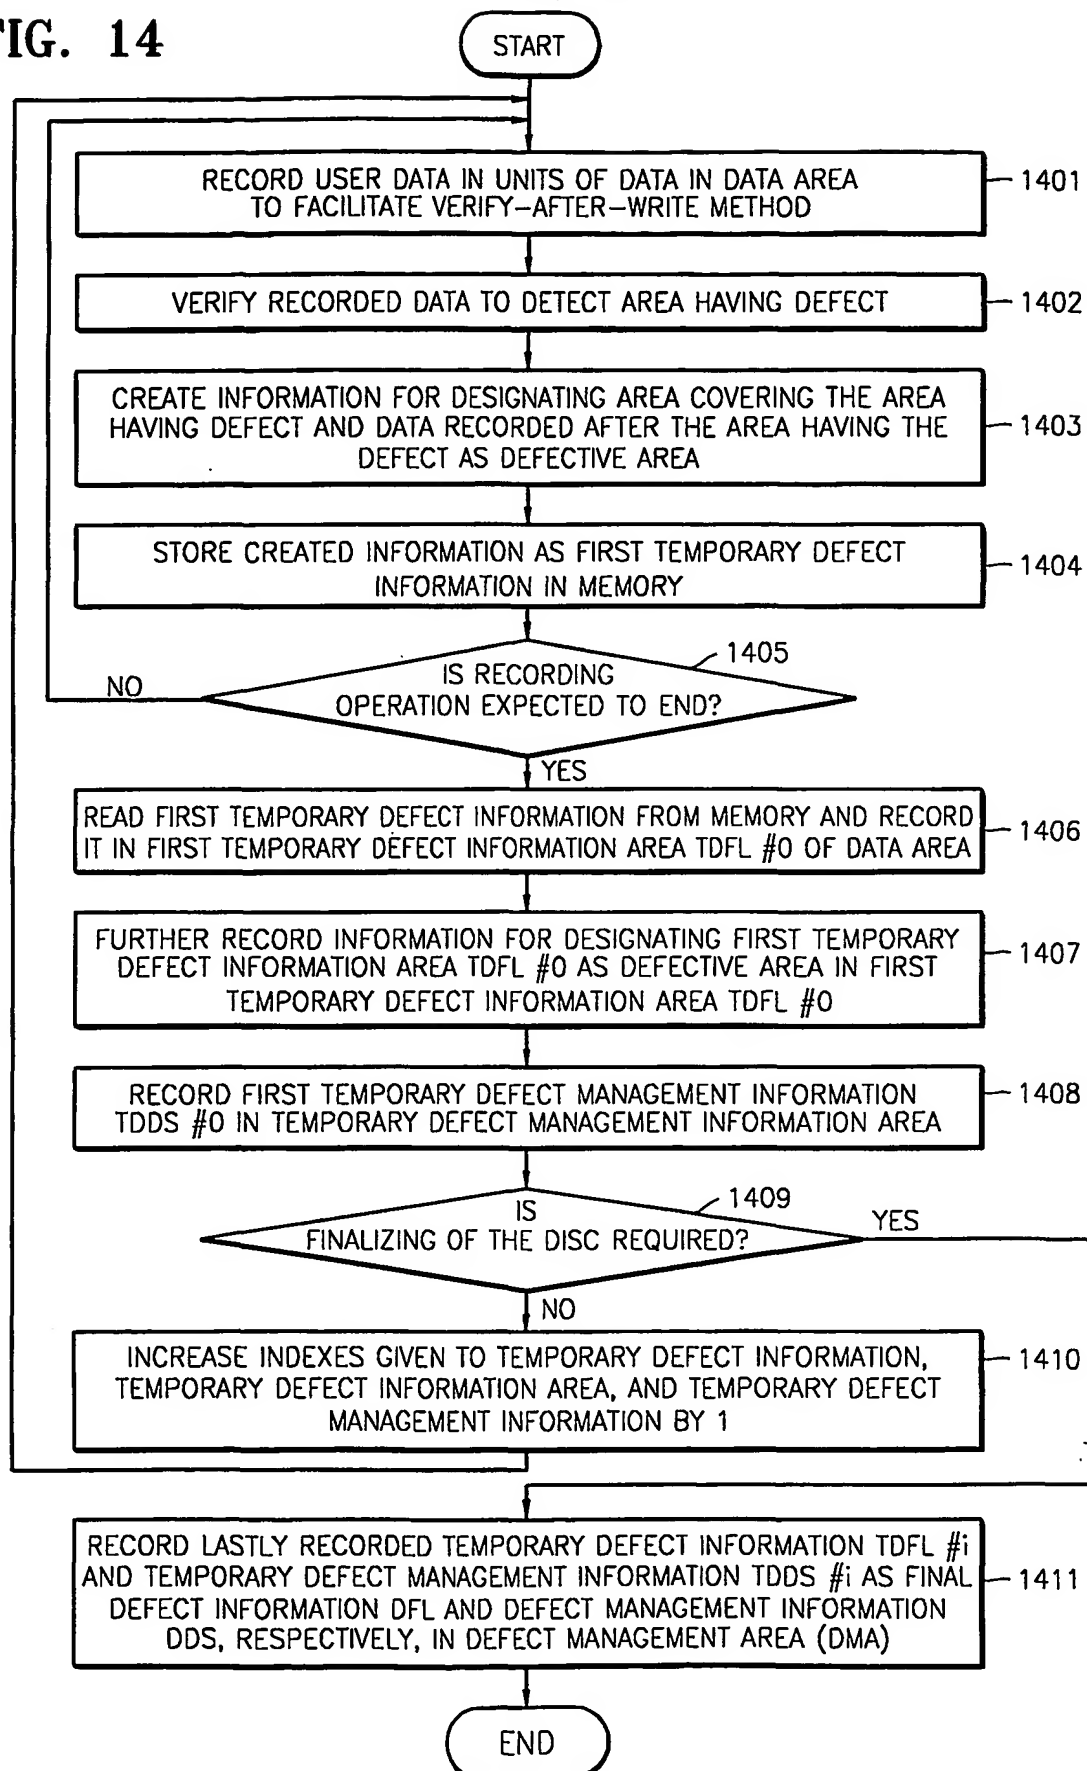 FIG. 14
START
RECORD USER DATA IN UNITS OF DATA IN DATA AREA
TO FACILITATE VERIFY-AFTER-WRITE METHOD
1401
VERIFY RECORDED DATA TO DETECT AREA HAVING DEFECT
1402
CREATE INFORMATION FOR DESIGNATING AREA COVERING THE AREA
HAVING DEFECT AND DATA RECORDED AFTER THE AREA HAVING THE
DEFECT AS DEFECTIVE AREA
1403
STORE CREATED INFORMATION AS FIRST TEMPORARY DEFECT
INFORMATION IN MEMORY
1404
1405
IS RECORDING
OPERATION EXPECTED TO END?
NO
YES
READ FIRST TEMPORARY DEFECT INFORMATION FROM MEMORY AND RECORD
IT IN FIRST TEMPORARY DEFECT INFORMATION AREA TDFL #0 OF DATA AREA
1406
FURTHER RECORD INFORMATION FOR DESIGNATING FIRST TEMPORARY
DEFECT INFORMATION AREA TDFL #0 AS DEFECTIVE AREA IN FIRST
TEMPORARY DEFECT INFORMATION AREA TDFL #0
1407
RECORD FIRST TEMPORARY DEFECT MANAGEMENT INFORMATION
TDDS #0 IN TEMPORARY DEFECT MANAGEMENT INFORMATION AREA
1408
1409
IS
FINALIZING OF THE DISC REQUIRED?
YES
NO
INCREASE INDEXES GIVEN TO TEMPORARY DEFECT INFORMATION,
TEMPORARY DEFECT INFORMATION AREA, AND TEMPORARY DEFECT
MANAGEMENT INFORMATION BY 1
1410
RECORD LASTLY RECORDED TEMPORARY DEFECT INFORMATION TDFL #i
AND TEMPORARY DEFECT MANAGEMENT INFORMATION TDDS #i AS FINAL
DEFECT INFORMATION DFL AND DEFECT MANAGEMENT INFORMATION
DDS, RESPECTIVELY, IN DEFECT MANAGEMENT AREA (DMA)
1411
END